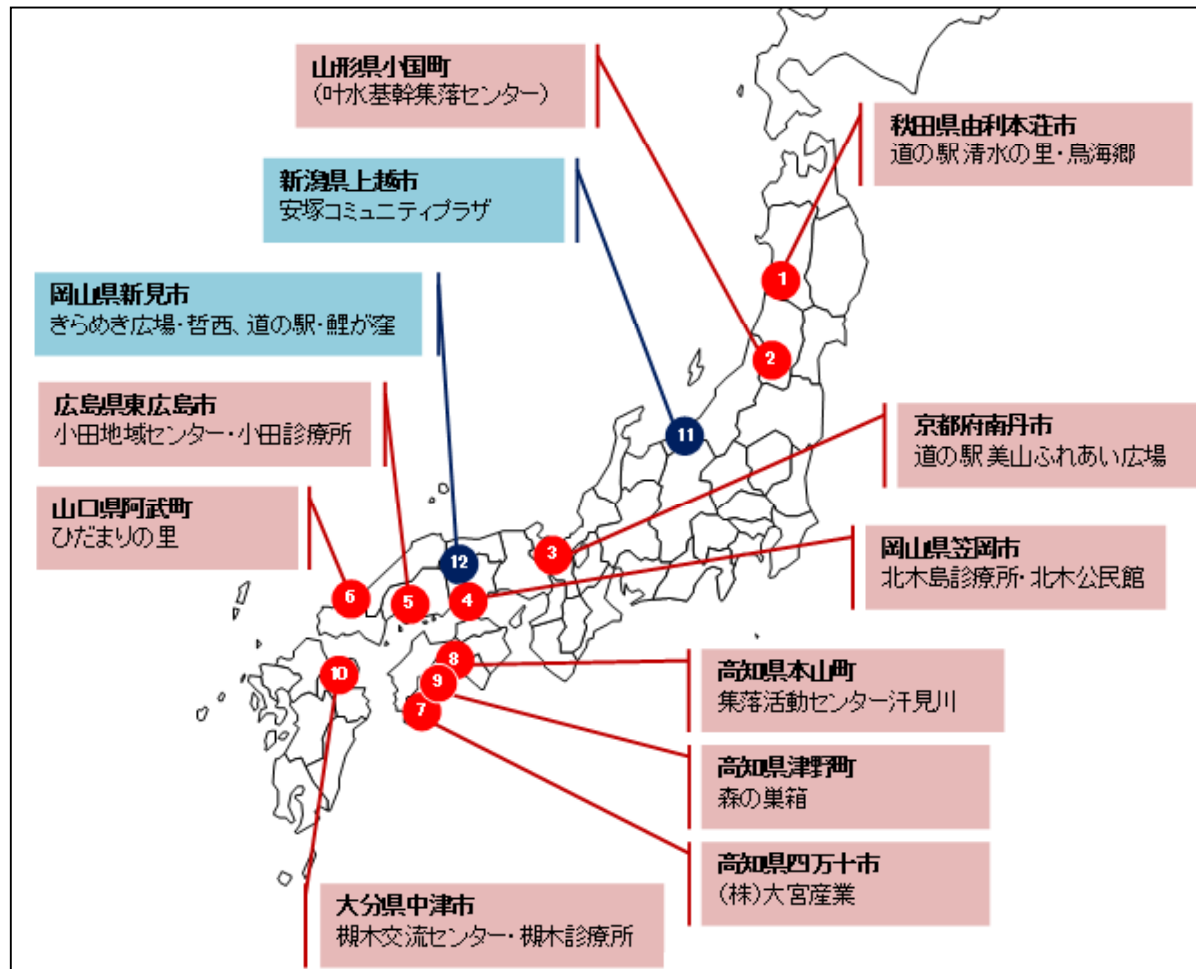 山形県小国町
(叶水基幹集落センター)
秋田県由利本荘市
道の駅 清水の里・鳥海郷
新潟県上越市
安塚コミュニティプラザ
岡山県新見市
きらめき広場・哲西、道の駅・鯉が窪
広島県東広島市
小田地域センター・小田診療所
山口県阿武町
ひだまりの里
京都府南丹市
道の駅 美山ふれあい広場
岡山県笠岡市
北木島診療所・北木公民館
高知県本山町
集落活動センター汗見川
高知県津野町
森の巣箱
高知県四万十市
(株)大宮産業
大分県中津市
槻木交流センター・槻木診療所
1
2
11
3
12
4
5
6
8
9
10
7